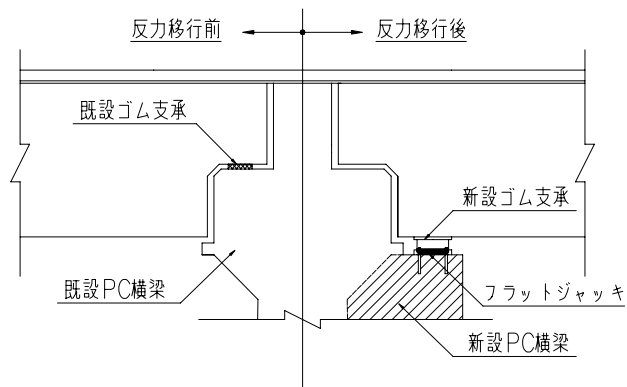 反力移行前
反力移行後
既設ゴム支承
新設ゴム支承
既設PC横梁
フラットジャッキ
新設PC横梁